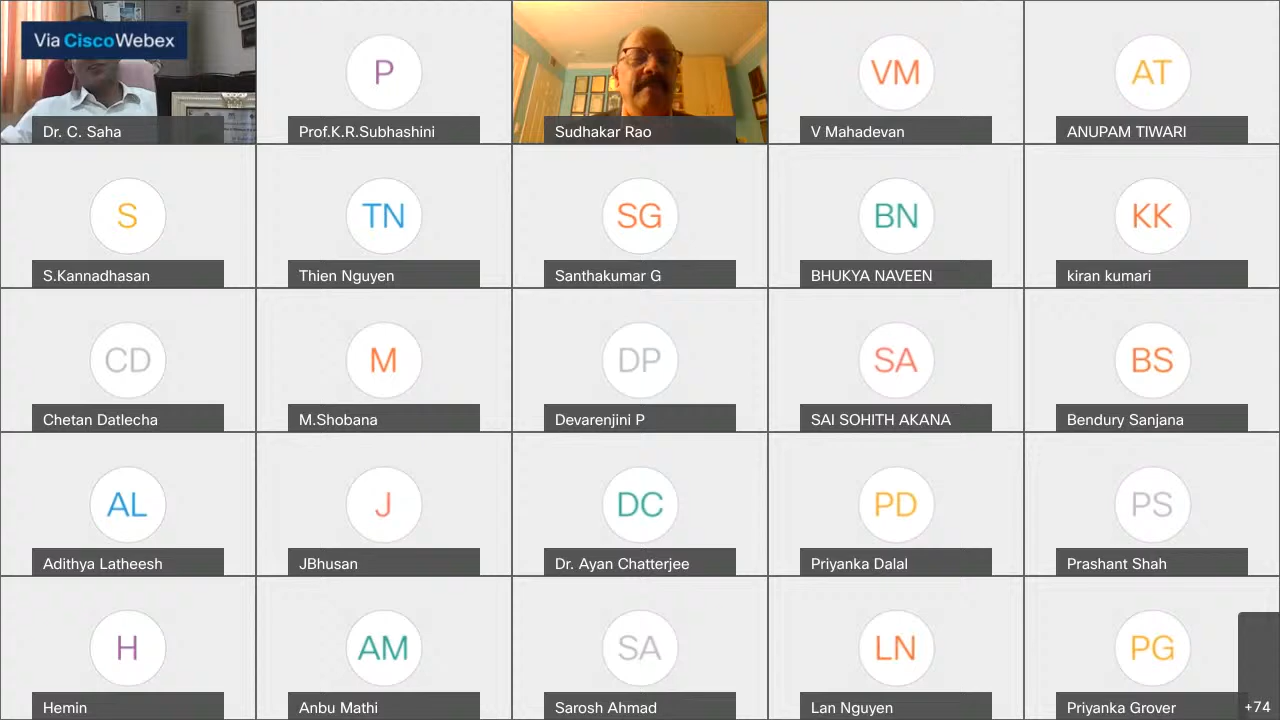 Via Cisco Webex
Dr. C. Saha
P
Prof.K.R.Subhashini
Sudhakar Rao
VM
V Mahadevan
AT
ANUPAM TIWARI
S
S.Kannadhasan
TN
Thien Nguyen
SG
Santhakumar G
BN
BHUKYA NAVEEN
KK
kiran kumari
CD
Chetan Datlecha
M
M.Shobana
DP
Devarenjini P
SA
SAI SOHITH AKANA
BS
Bendury Sanjana
AL
Adithya Latheesh
J
JBhusan
DC
Dr. Ayan Chatterjee
PD
Priyanka Dalal
PS
Prashant Shah
H
Hemin
AM
Anbu Mathi
SA
Sarosh Ahmad
LN
Lan Nguyen
PG
Priyanka Grover
+74